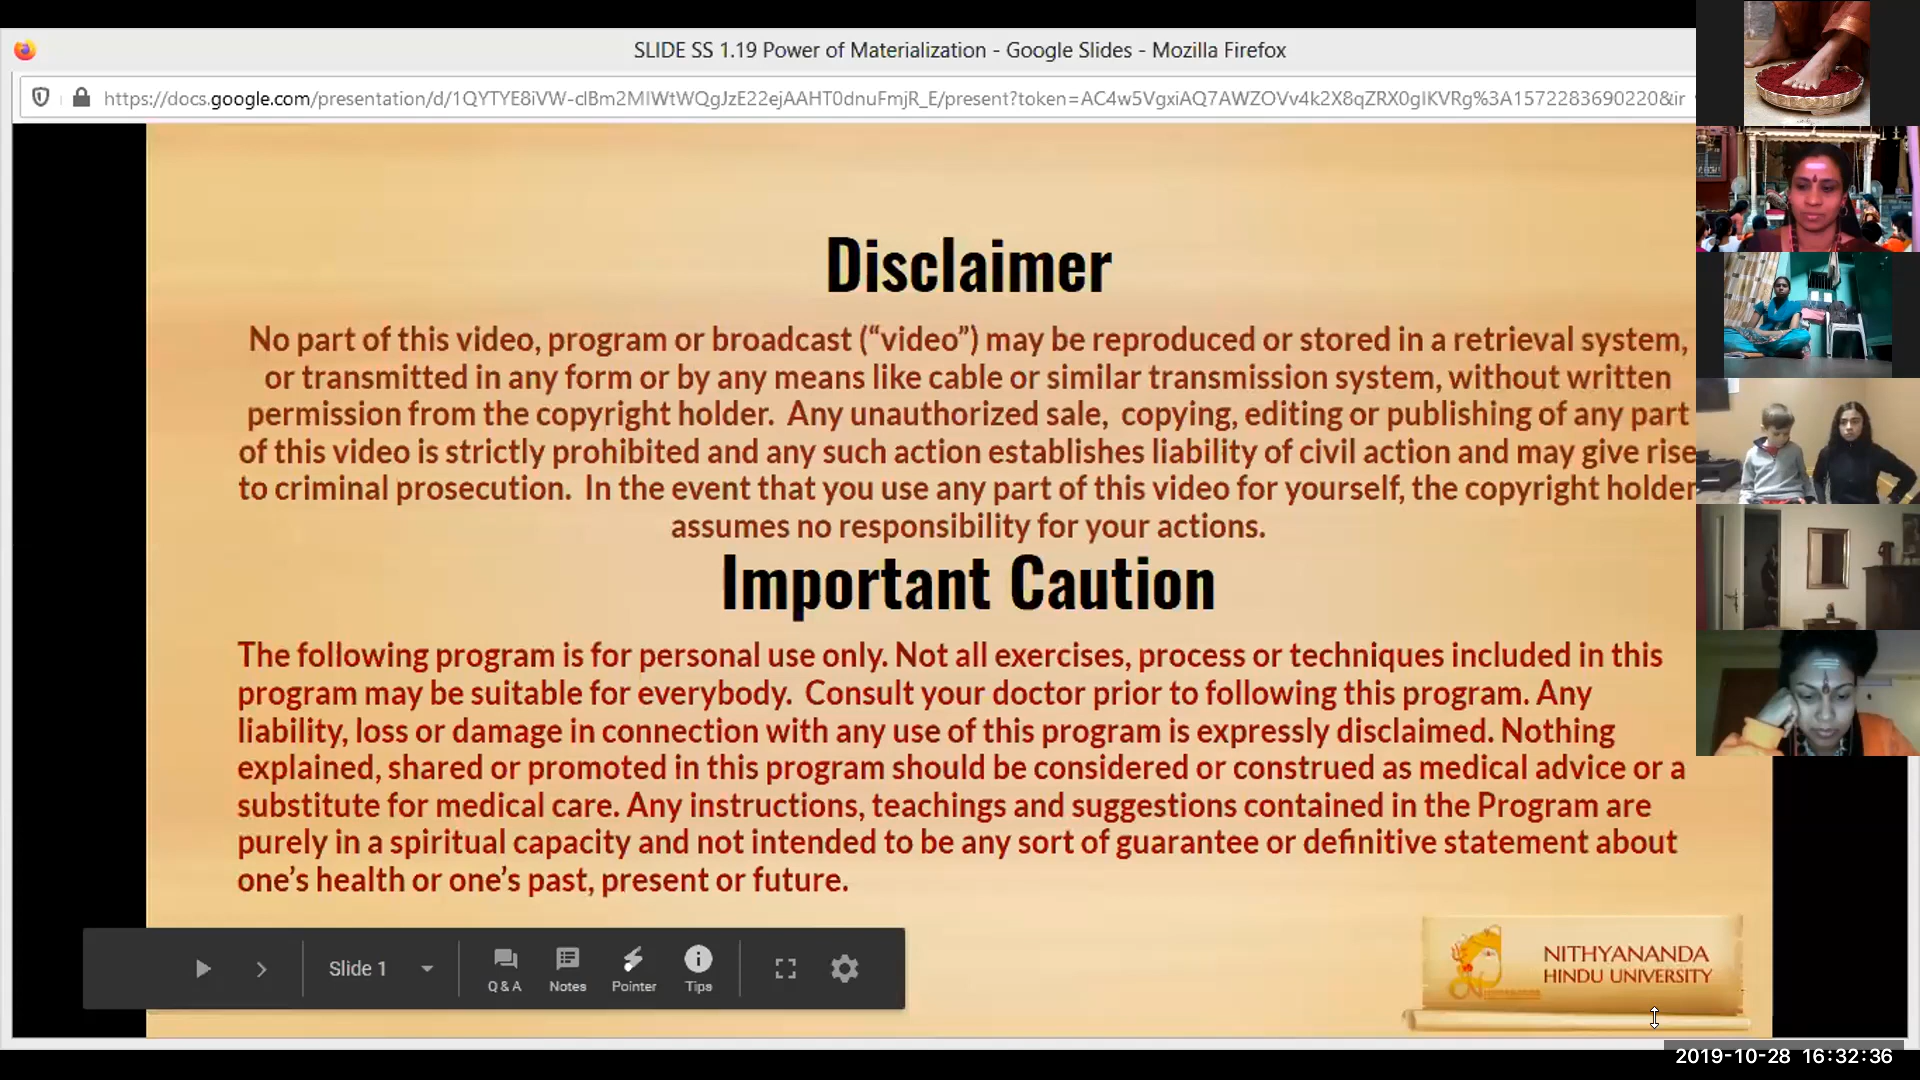 SLIDE SS 1.19 Power of Materialization - Google Slides - Mozilla Firefox
https://docs.google.com/presentation/d/1QYTYE8iVW-clBm2MIWtWQgJzE22ejAAHT0dnuFmjR_E/present?token=AC4w5VgxiAQ7AWZOVv4k2X8qZRX0gIKVRg%3A1572283690220&ir
Disclaimer
No part of this video, program or broadcast (“video”) may be reproduced or stored in a retrieval system,
or transmitted in any form or by any means like cable or similar transmission system, without written
permission from the copyright holder.  Any unauthorized sale,  copying, editing or publishing of any part
of this video is strictly prohibited and any such action establishes liability of civil action and may give rise
to criminal prosecution.  In the event that you use any part of this video for yourself, the copyright holder
assumes no responsibility for your actions.
Important Caution
The following program is for personal use only. Not all exercises, process or techniques included in this
program may be suitable for everybody.  Consult your doctor prior to following this program. Any
liability, loss or damage in connection with any use of this program is expressly disclaimed. Nothing
explained, shared or promoted in this program should be considered or construed as medical advice or a
substitute for medical care. Any instructions, teachings and suggestions contained in the Program are
purely in a spiritual capacity and not intended to be any sort of guarantee or definitive statement about
one’s health or one’s past, present or future.
Slide 1
Q & A
Notes
Pointer
Tips
NITHYANANDA
HINDU UNIVERSITY
2019-10-28 16:32:36